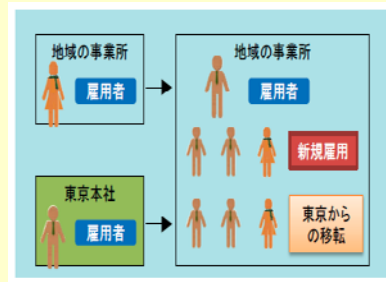 地域の事業所
雇用者
東京本社
雇用者
地域の事業所
雇用者
新規雇用
東京から
の移転